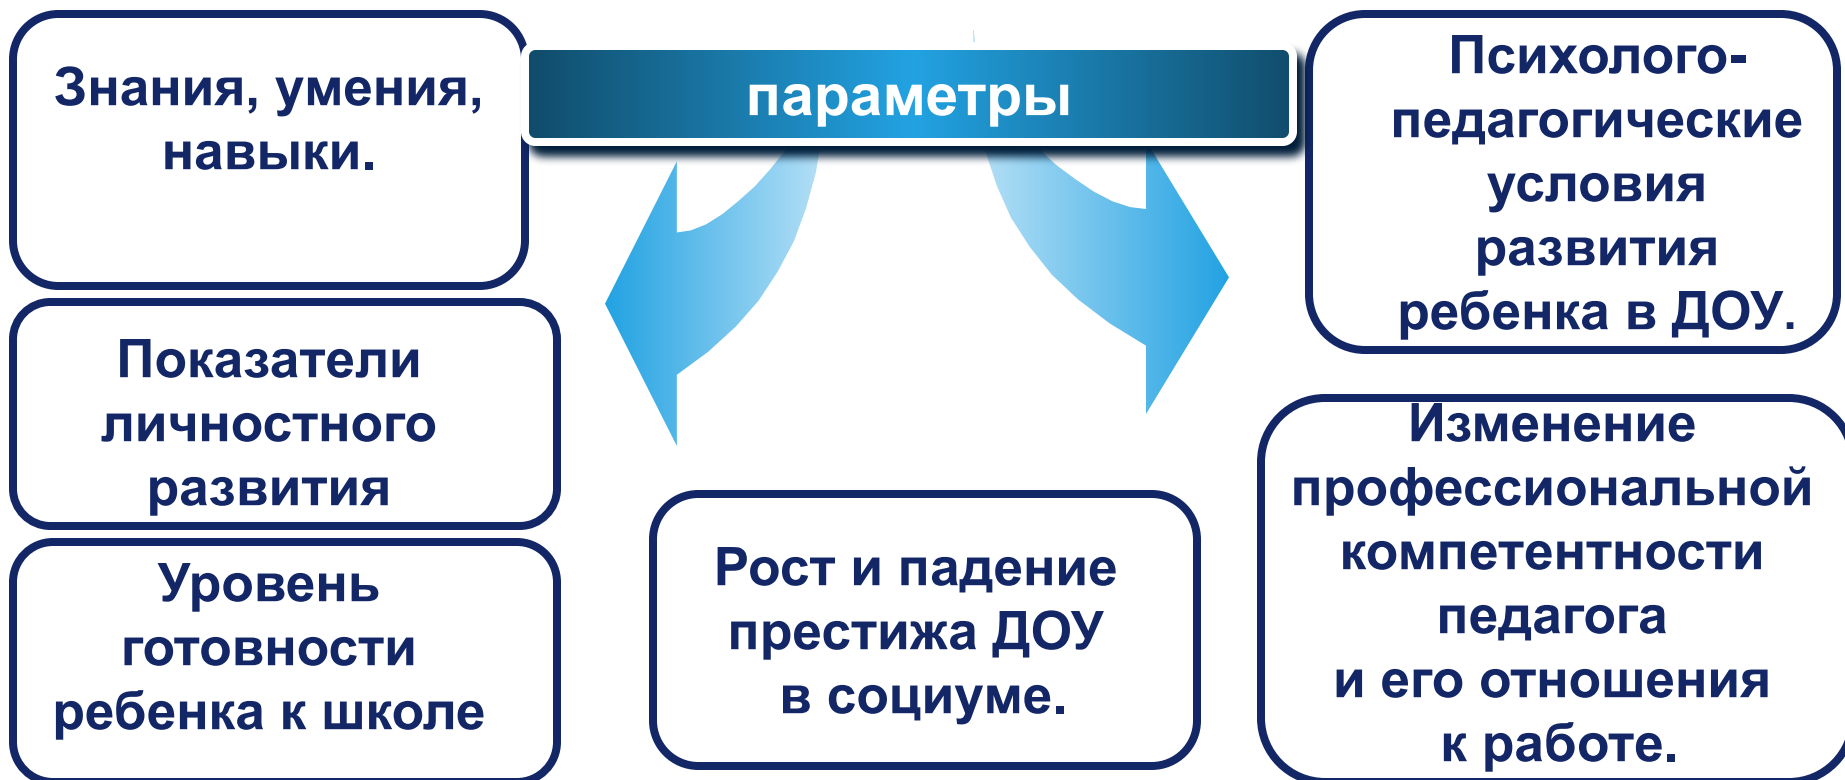 параметры
Знания, умения,
навыки.
Показатели
личностного
развития
Уровень
готовности
ребенка к школе
Рост и падение
престижа ДОУ
в социуме.
Психолого-
педагогические
условия
развития
ребенка в ДОУ.
Изменение
профессиональной
компетентности
педагога
и его отношения
к работе.